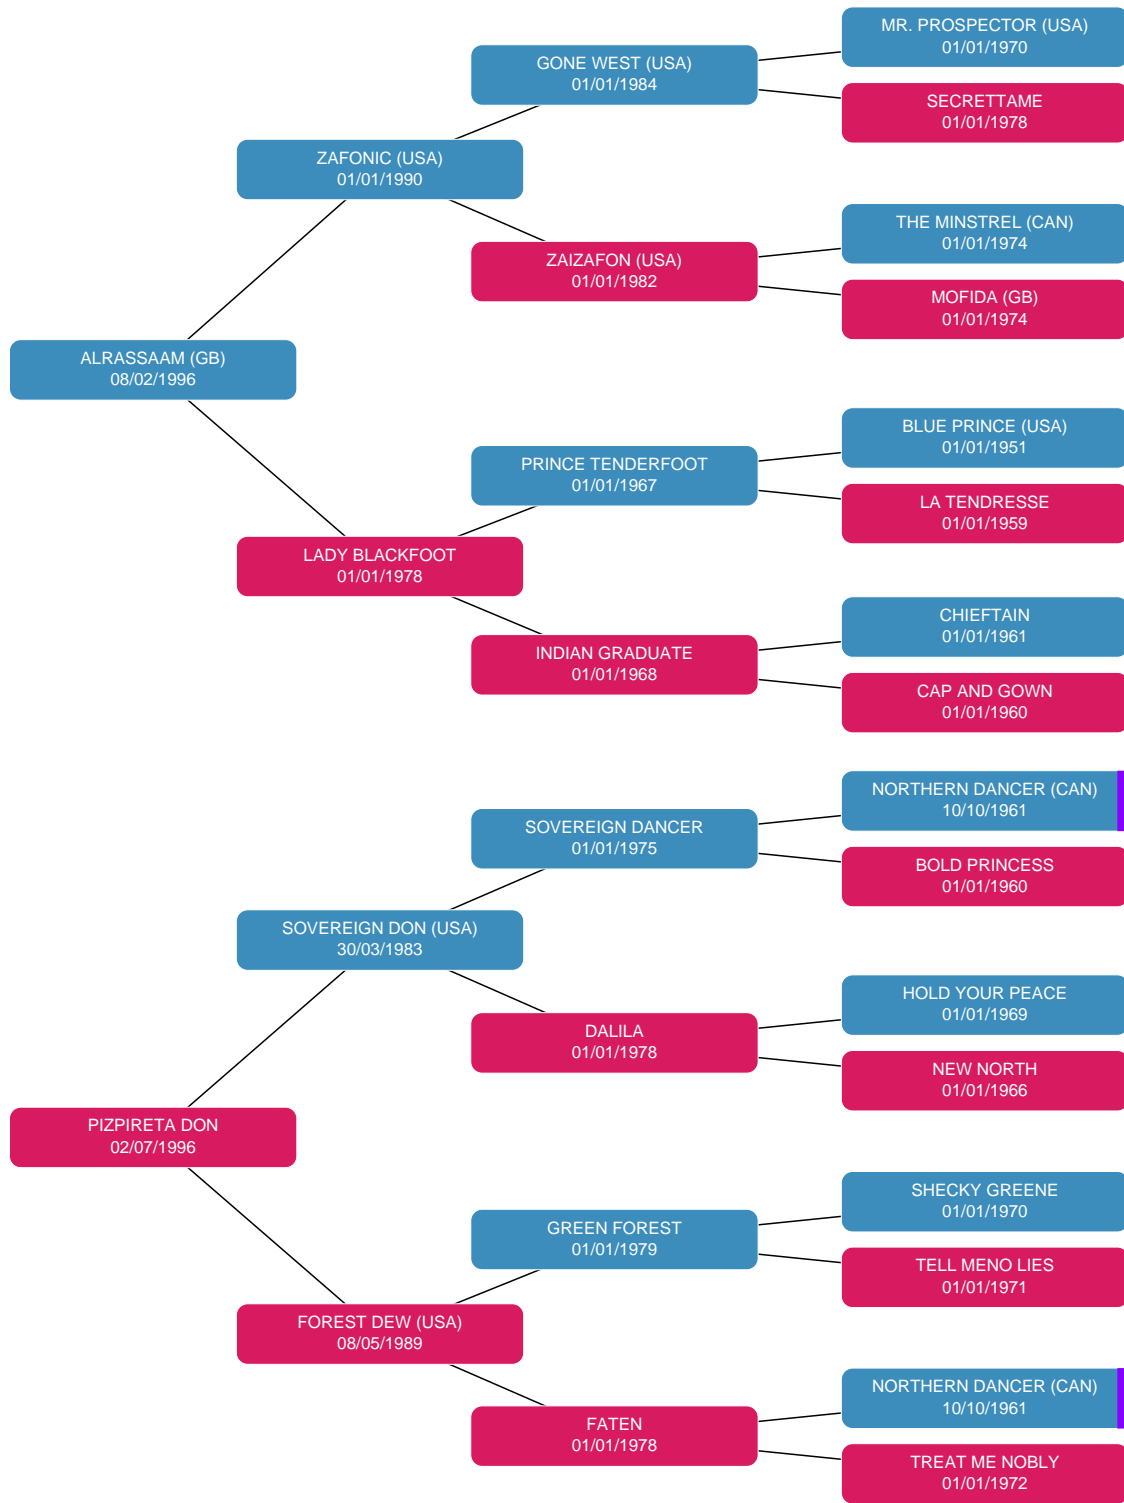 MR. PROSPECTOR (USA)
01/01/1970
GONE WEST (USA)
01/01/1984
SECRETTAME
01/01/1978
ZAFONIC (USA)
01/01/1990
THE MINSTREL (CAN)
01/01/1974
ZAIZAFON (USA)
01/01/1982
MOFIDA (GB)
01/01/1974
ALRASSAAM (GB)
08/02/1996
BLUE PRINCE (USA)
01/01/1951
PRINCE TENDERFOOT
01/01/1967
LA TENDRESSE
01/01/1959
LADY BLACKFOOT
01/01/1978
CHIEFTAIN
01/01/1961
INDIAN GRADUATE
01/01/1968
CAP AND GOWN
01/01/1960
NORTHERN DANCER (CAN)
10/10/1961
SOVEREIGN DANCER
01/01/1975
BOLD PRINCESS
01/01/1960
SOVEREIGN DON (USA)
30/03/1983
HOLD YOUR PEACE
01/01/1969
DALILA
01/01/1978
NEW NORTH
01/01/1966
PIZPIRETA DON
02/07/1996
SHECKY GREENE
01/01/1970
GREEN FOREST
01/01/1979
TELL MENO LIES
01/01/1971
FOREST DEW (USA)
08/05/1989
NORTHERN DANCER (CAN)
10/10/1961
FATEN
01/01/1978
TREAT ME NOBLY
01/01/1972